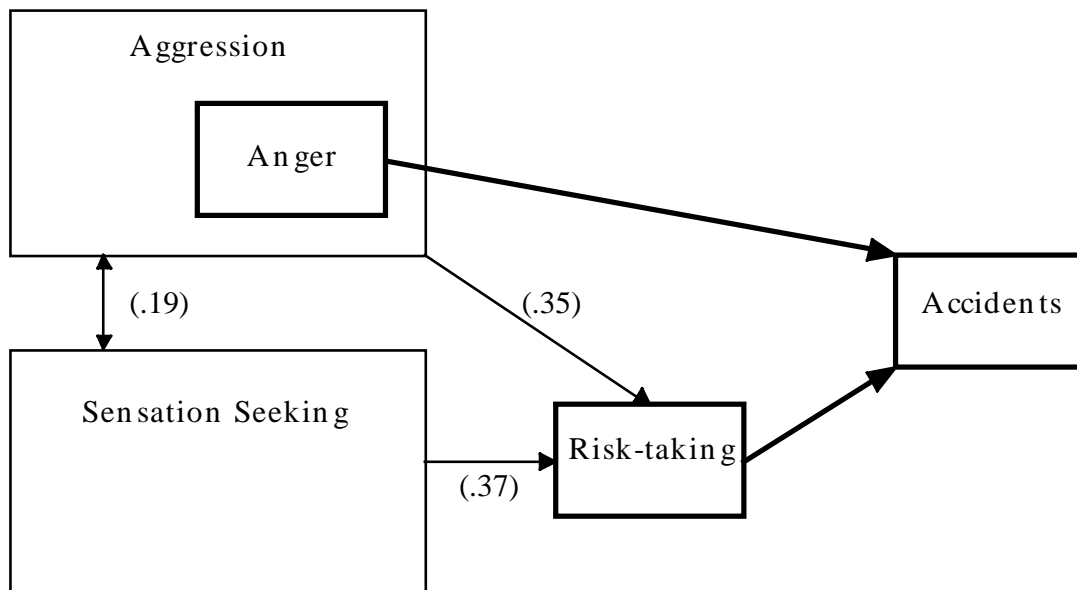 Aggression
Anger
(.19)
(.35)
Accidents
Sensation Seeking
Risk-taking
(.37)